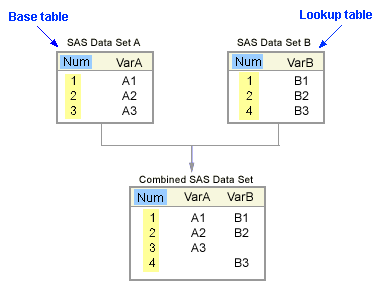 Base table
Lookup table
SAS Data Set A
Num VarA
1 A1
2 A2
3 A3
SAS Data Set B
Num VarB
1 B1
2 B2
4 B3
Combined SAS Data Set
Num VarA VarB
1 A1 B1
2 A2 B2
3 A3
4 B3